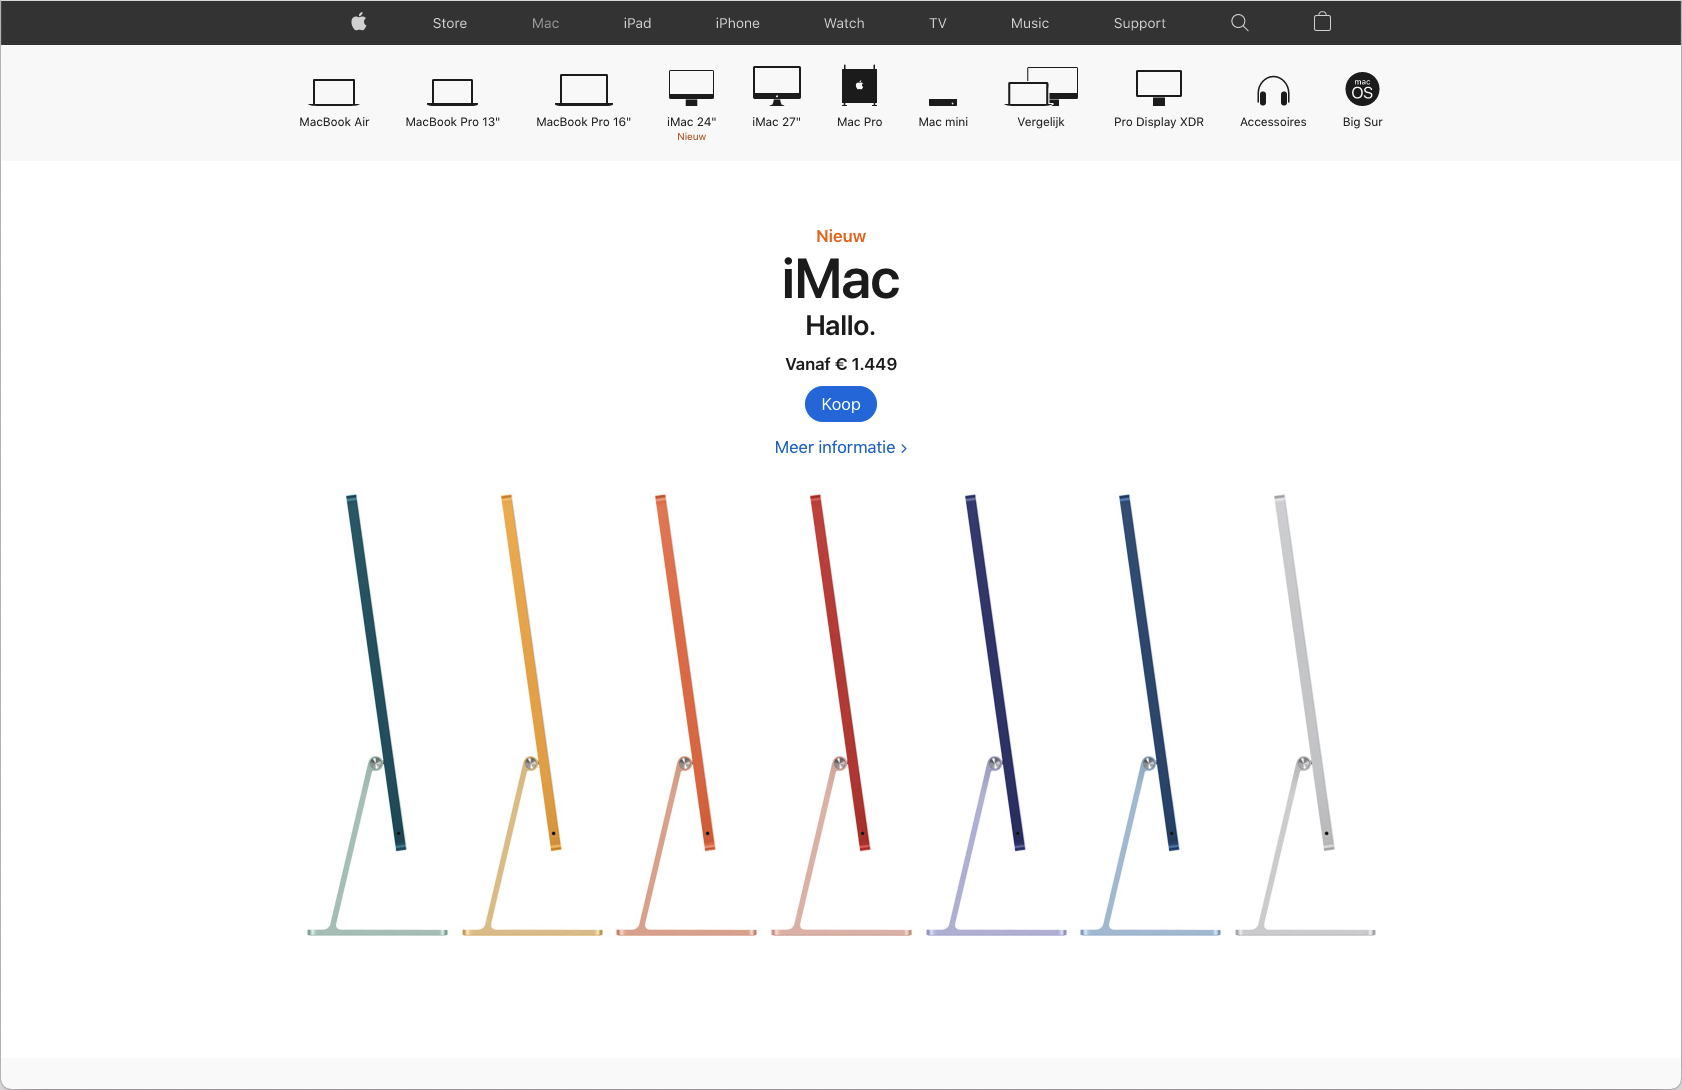 Store Mac iPad iPhone Watch TV Music Support
MacBook Air MacBook Pro 13" MacBook Pro 16" iMac 24" iMac 27" Mac Pro Mac mini Vergelijk Pro Display XDR Accessoires mac OS Big Sur
Nieuw
Nieuw
iMac
Hallo.
Vanaf € 1.449
Koop
Meer informatie >